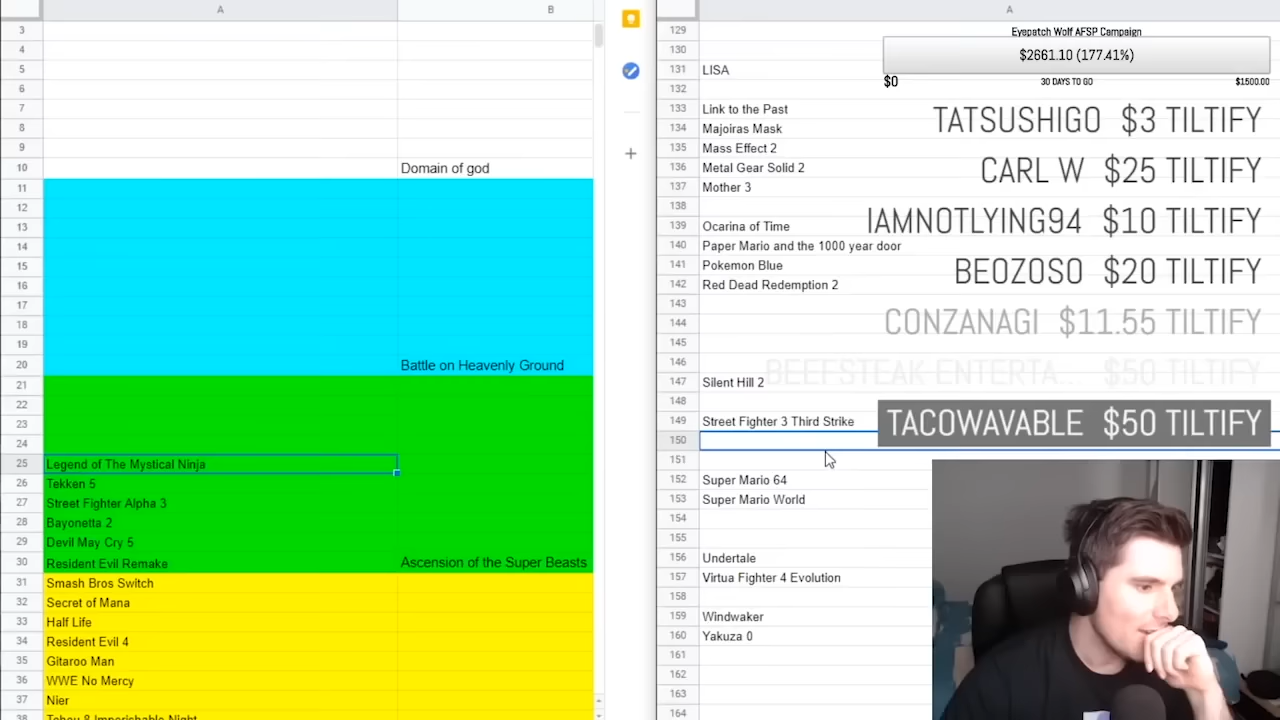 A
B
3
4
5
6
7
8
9
10 Domain of god
11
12
13
14
15
16
17
18
19
20 Battle on Heavenly Ground
21
22
23
24
25 Legend of The Mystical Ninja
26 Tekken 5
27 Street Fighter Alpha 3
28 Bayonetta 2
29 Devil May Cry 5
30 Resident Evil Remake Ascension of the Super Beasts
31 Smash Bros Switch
32 Secret of Mana
33 Half Life
34 Resident Evil 4
35 Gitaroo Man
36 WWE No Mercy
37 Nier
38 Tohou 8 Imperishable Night
A
129
130
131 LISA
132
133 Link to the Past
134 Majoiras Mask
135 Mass Effect 2
136 Metal Gear Solid 2
137 Mother 3
138
139 Ocarina of Time
140 Paper Mario and the 1000 year door
141 Pokemon Blue
142 Red Dead Redemption 2
143
144
145
146
147 Silent Hill 2
148
149 Street Fighter 3 Third Strike
150
151
152 Super Mario 64
153 Super Mario World
154
155
156 Undertale
157 Virtua Fighter 4 Evolution
158
159 Windwaker
160 Yakuza 0
161
162
163
164
Eyepatch Wolf AFSP Campaign
$2661.10 (177.41%)
$0 30 DAYS TO GO $1500.00
TATSUSHIGO $3 TILTIFY
CARL W $25 TILTIFY
IAMNOTLYING94 $10 TILTIFY
BEOZOSO $20 TILTIFY
CONZANAGI $11.55 TILTIFY
BEEFSTEAK ENTERTA... $50 TILTIFY
TACOWAVABLE $50 TILTIFY